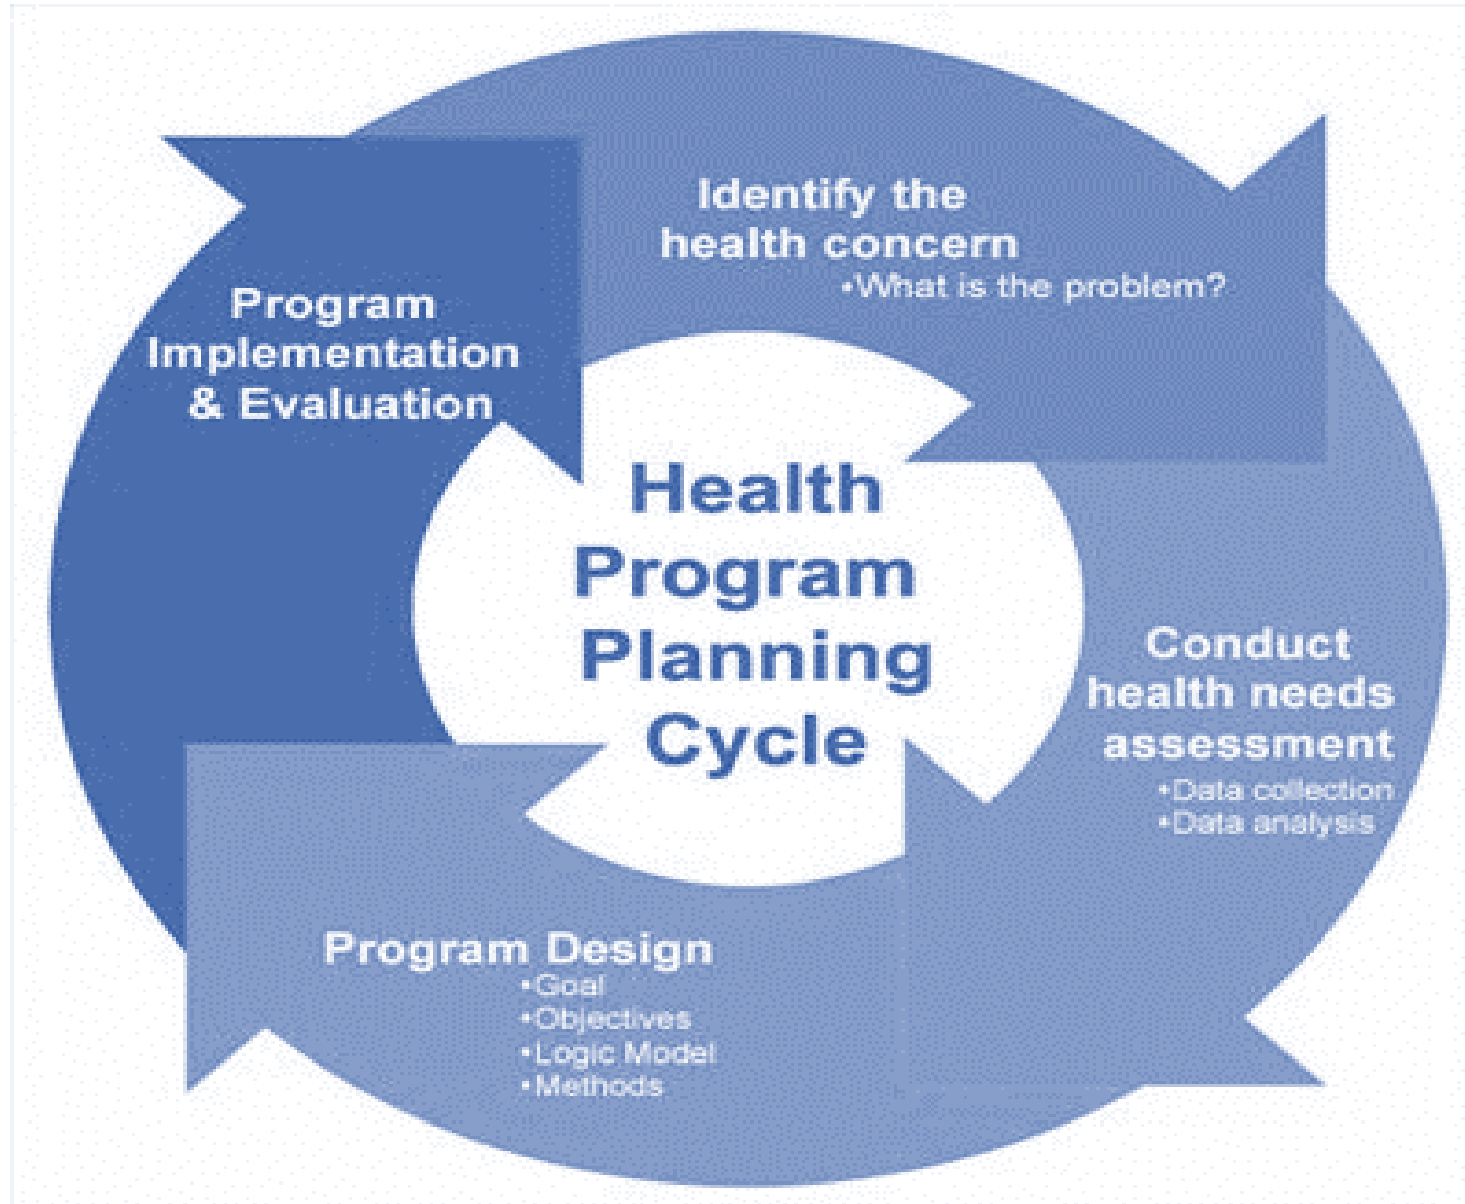 Identify the
health concern
•What is the problem?
Conduct
health needs
assessment
•Data collection
•Data analysis
Program Design
•Goal
•Objectives
•Logic Model
•Methods
Program
Implementation
& Evaluation
Health
Program
Planning
Cycle